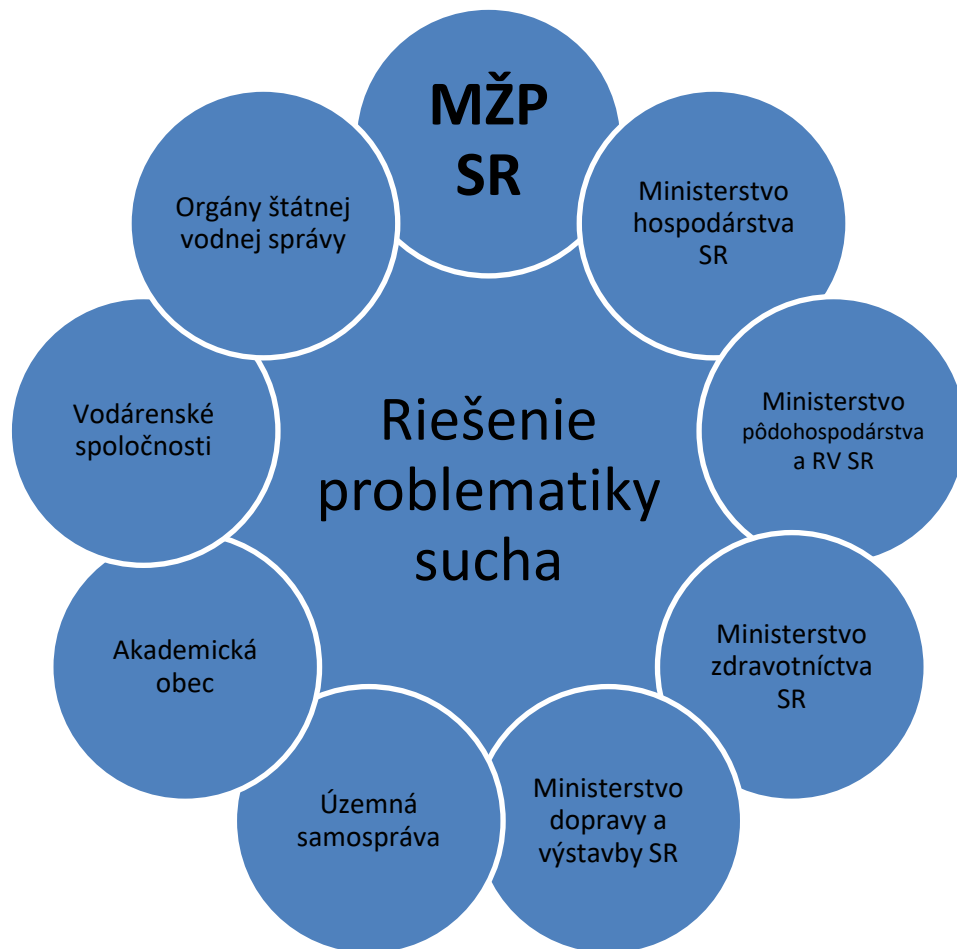 MŽP
SR
Ministerstvo
hospodárstva
SR
Ministerstvo
pôdohospodárstva
a RV SR
Ministerstvo
zdravotníctva
SR
Ministerstvo
dopravy a
výstavby SR
Územná
samospráva
Akademická
obec
Vodárenské
spoločnosti
Orgány štátnej
vodnej správy
Riešenie
problematiky
sucha